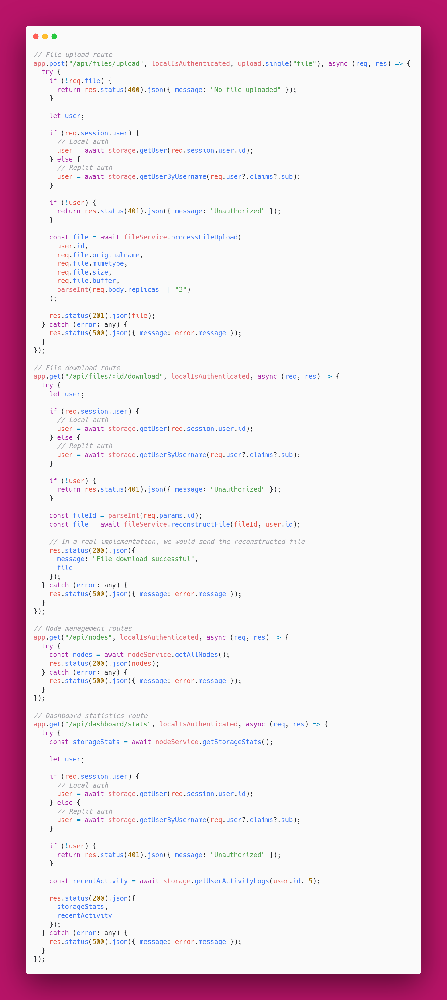 // File upload route
app.post("/api/files/upload", localIsAuthenticated, upload.single("file"), async (req, res) => {
  try {
    if (!req.file) {
      return res.status(400).json({ message: "No file uploaded" });
    }

    let user;

    if (req.session.user) {
      // Local auth
      user = await storage.getUser(req.session.user.id);
    } else {
      // Replit auth
      user = await storage.getUserByUsername(req.user?.claims?.sub);
    }

    if (!user) {
      return res.status(401).json({ message: "Unauthorized" });
    }

    const file = await fileService.processFileUpload(
      user.id,
      req.file.originalname,
      req.file.mimetype,
      req.file.size,
      req.file.buffer,
      parseInt(req.body.replicas || "3")
    );

    res.status(201).json(file);
  } catch (error: any) {
    res.status(500).json({ message: error.message });
  }
});

// File download route
app.get("/api/files/:id/download", localIsAuthenticated, async (req, res) => {
  try {
    let user;

    if (req.session.user) {
      // Local auth
      user = await storage.getUser(req.session.user.id);
    } else {
      // Replit auth
      user = await storage.getUserByUsername(req.user?.claims?.sub);
    }

    if (!user) {
      return res.status(401).json({ message: "Unauthorized" });
    }

    const fileId = parseInt(req.params.id);
    const file = await fileService.reconstructFile(fileId, user.id);

    // In a real implementation, we would send the reconstructed file
    res.status(200).json({
      message: "File download successful",
      file
    });
  } catch (error: any) {
    res.status(500).json({ message: error.message });
  }
});

// Node management routes
app.get("/api/nodes", localIsAuthenticated, async (req, res) => {
  try {
    const nodes = await nodeService.getAllNodes();
    res.status(200).json(nodes);
  } catch (error: any) {
    res.status(500).json({ message: error.message });
  }
});

// Dashboard statistics route
app.get("/api/dashboard/stats", localIsAuthenticated, async (req, res) => {
  try {
    const storageStats = await nodeService.getStorageStats();

    let user;

    if (req.session.user) {
      // Local auth
      user = await storage.getUser(req.session.user.id);
    } else {
      // Replit auth
      user = await storage.getUserByUsername(req.user?.claims?.sub);
    }

    if (!user) {
      return res.status(401).json({ message: "Unauthorized" });
    }

    const recentActivity = await storage.getUserActivityLogs(user.id, 5);

    res.status(200).json({
      storageStats,
      recentActivity
    });
  } catch (error: any) {
    res.status(500).json({ message: error.message });
  }
});